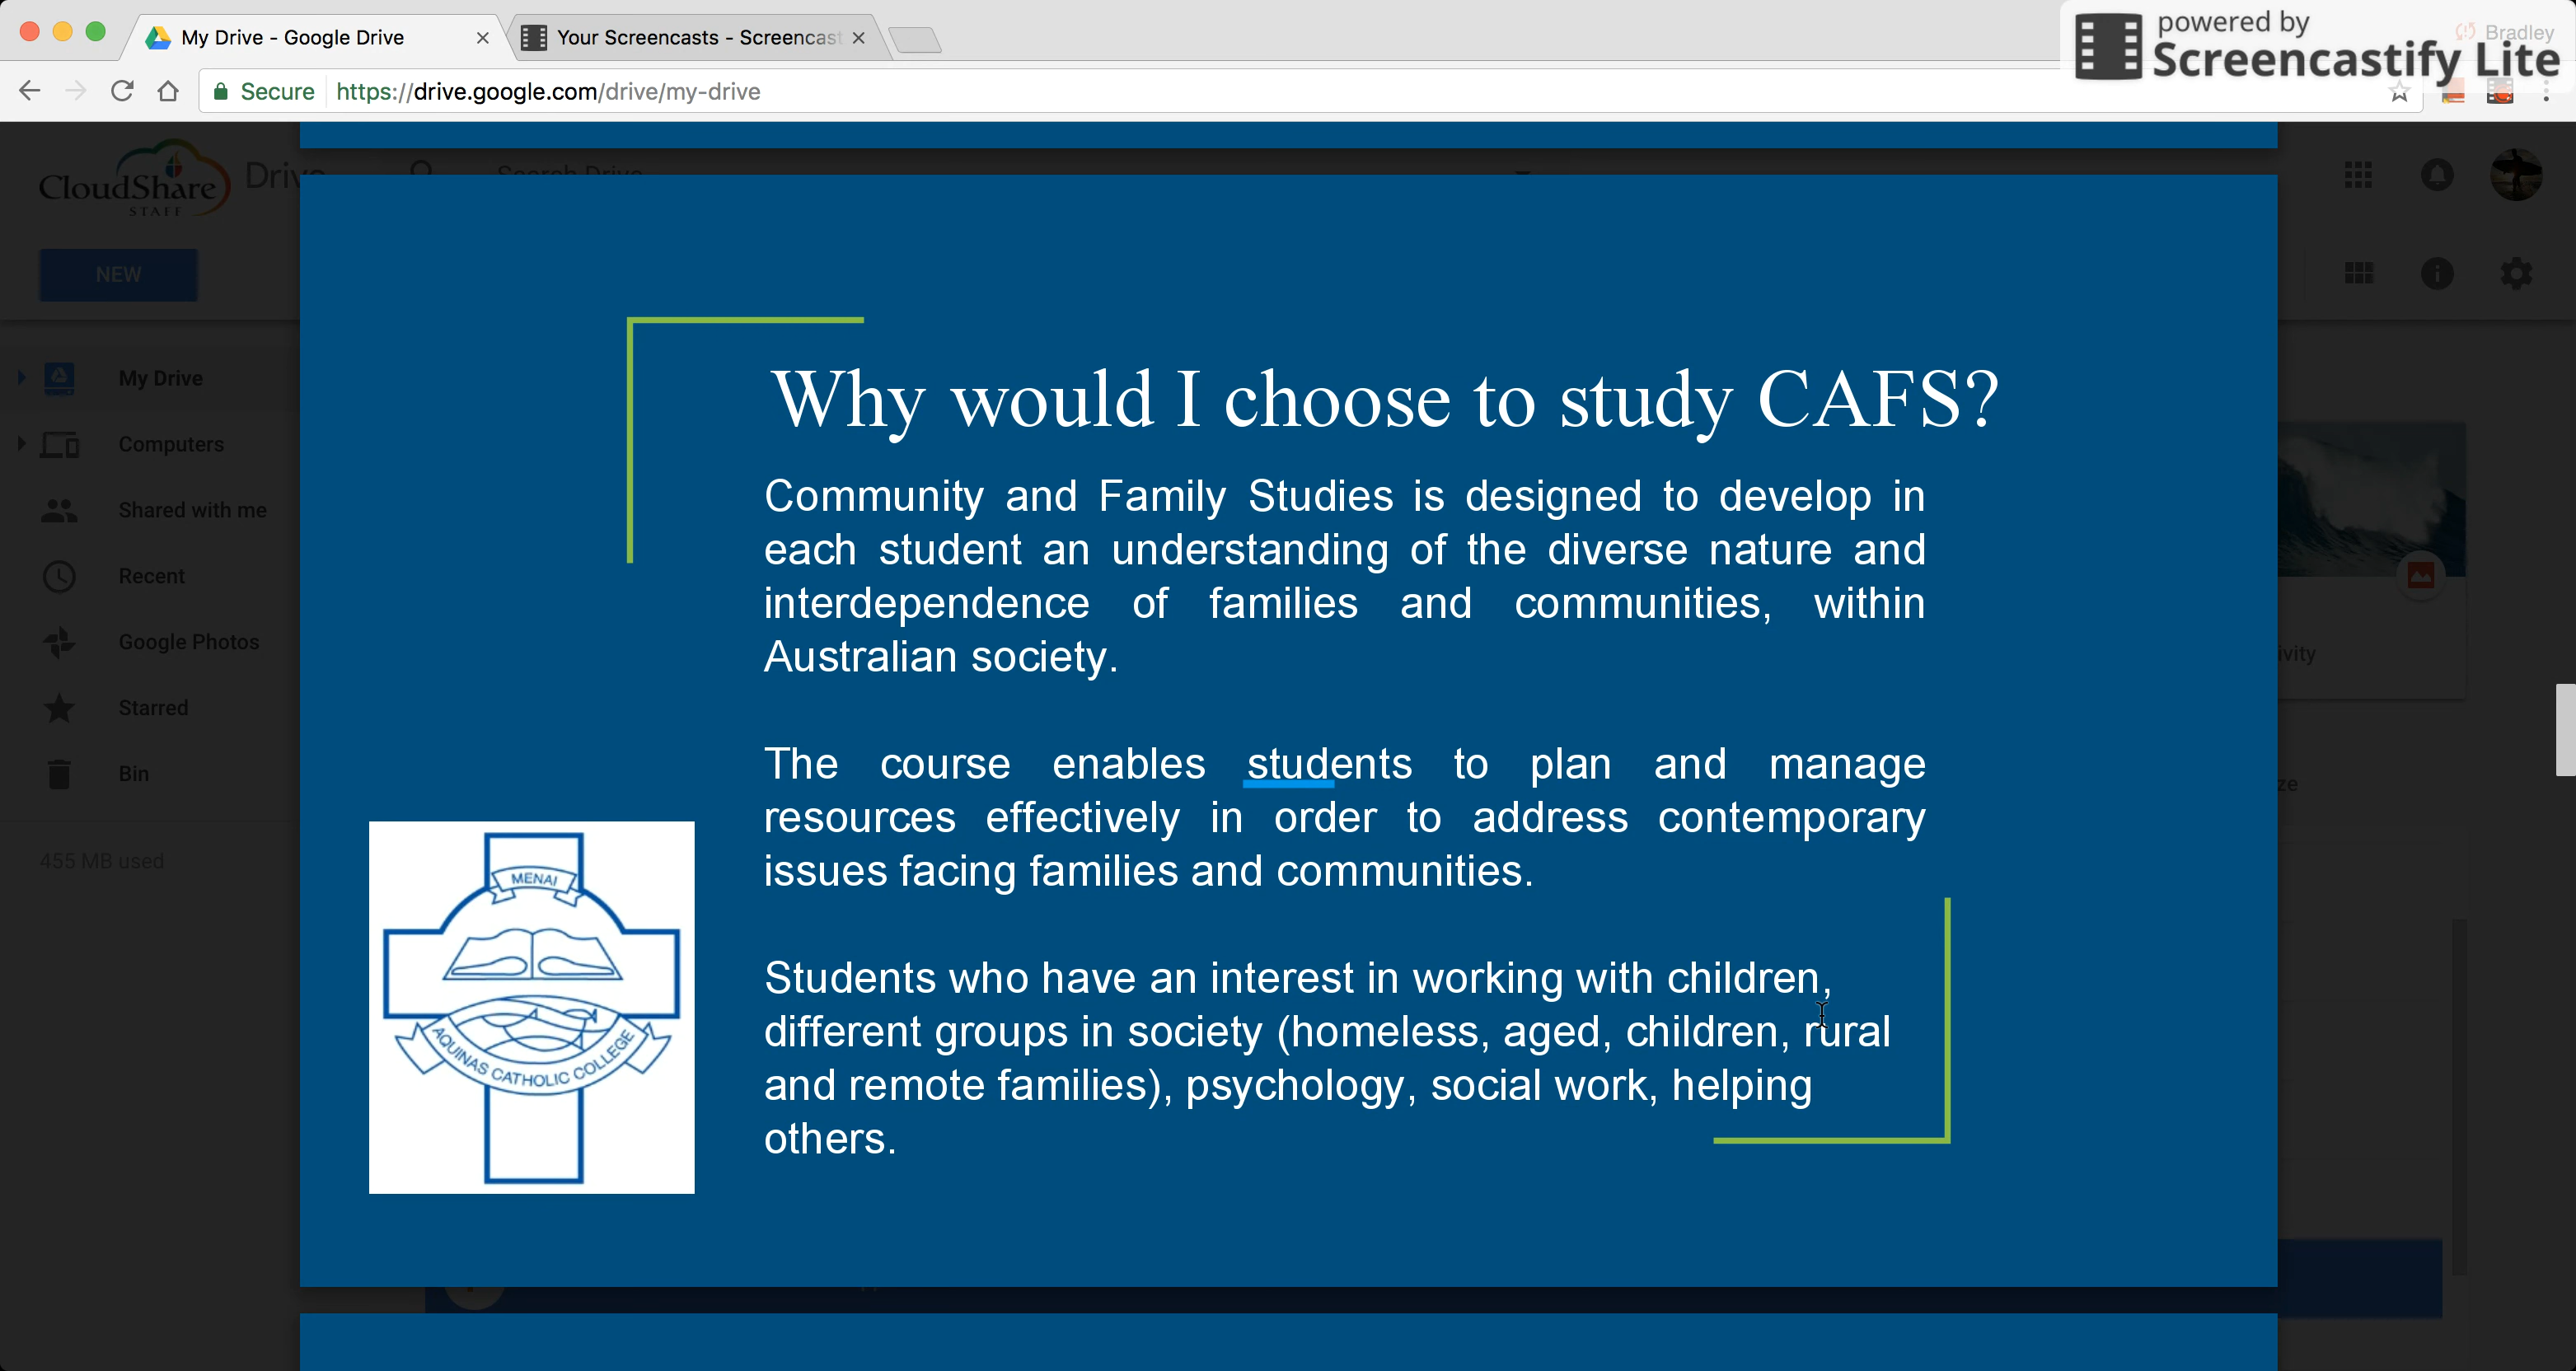 My Drive - Google Drive
Your Screencasts - Screencast
powered by
Screencastify Lite
Bradley
Secure
https://drive.google.com/drive/my-drive
CloudShare
STAFF
Drive
Search Drive
NEW
My Drive
Computers
Shared with me
Recent
Google Photos
Starred
Bin
455 MB used
Why would I choose to study CAFS?
Community and Family Studies is designed to develop in
each student an understanding of the diverse nature and
interdependence of families and communities, within
Australian society.
The course enables students to plan and manage
resources effectively in order to address contemporary
issues facing families and communities.
Students who have an interest in working with children,
different groups in society (homeless, aged, children, rural
and remote families), psychology, social work, helping
others.
MENAI
AQUINAS CATHOLIC COLLEGE
ivity
ze